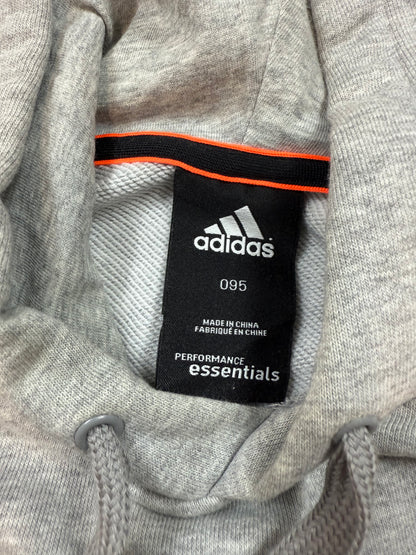 adidas
095
MADE IN CHINA
FABRIQUÉ EN CHINE
PERFORMANCE
essentials